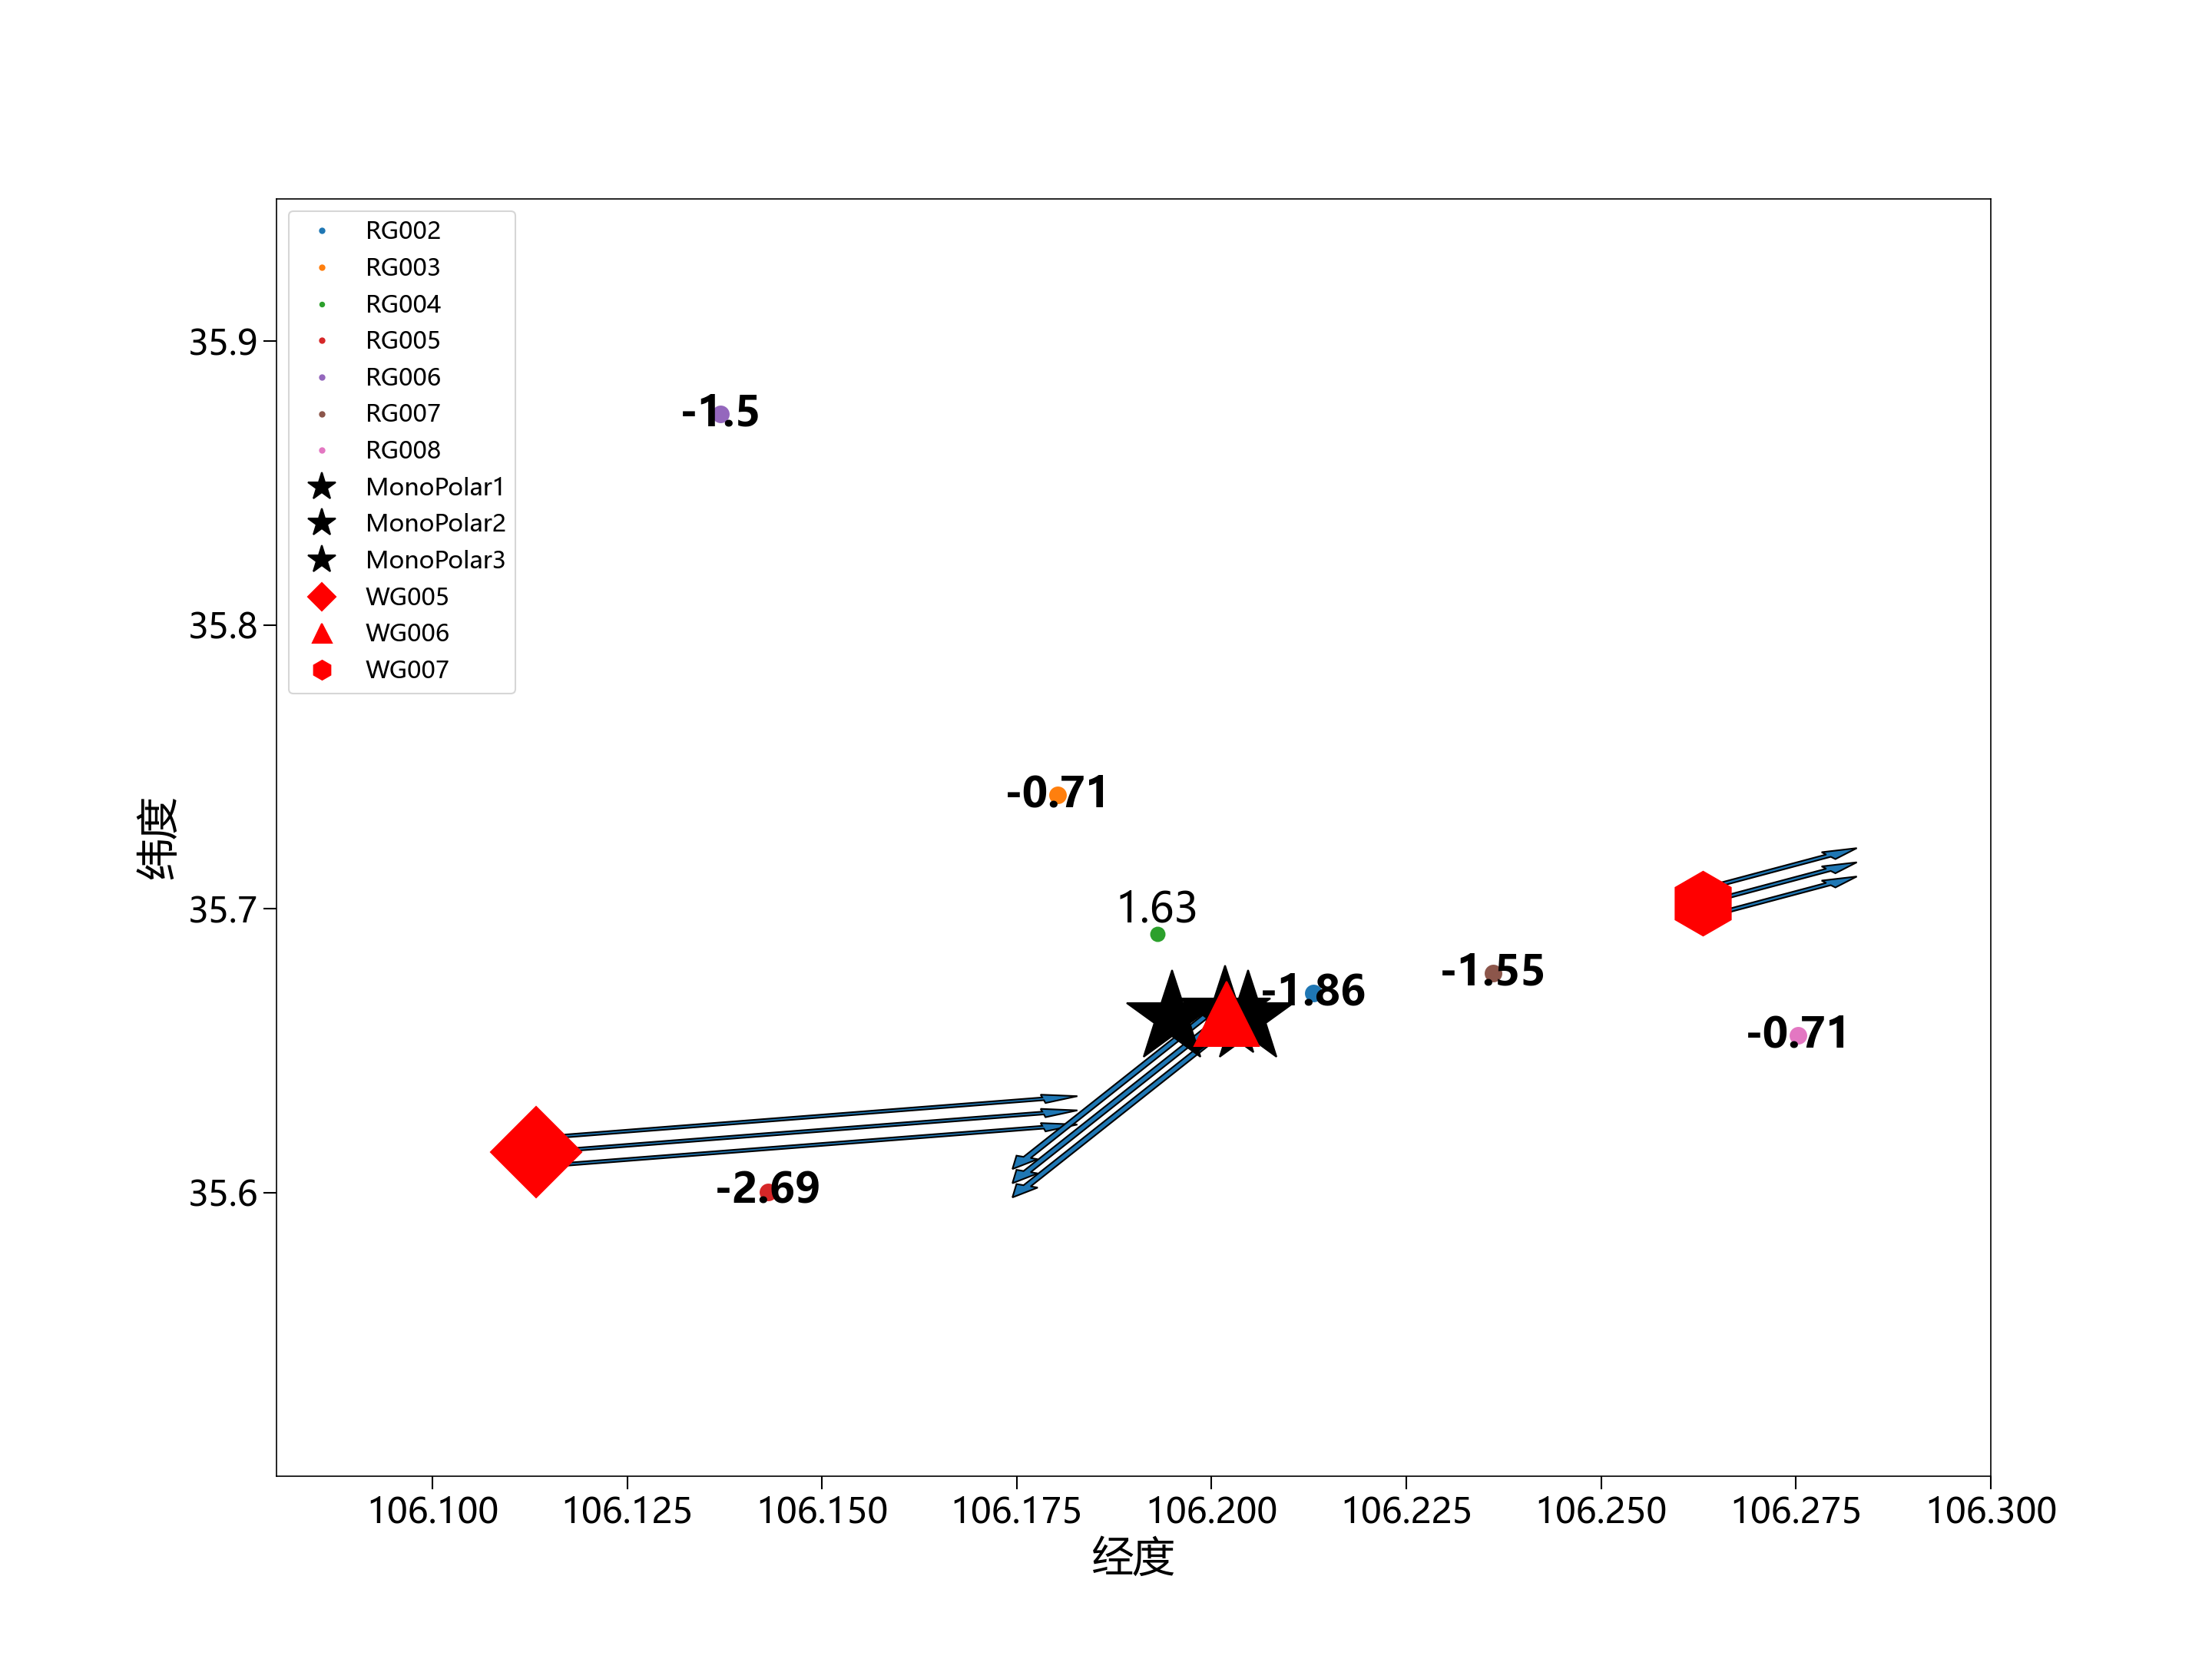 RG002
RG003
RG004
RG005
RG006
RG007
RG008
MonoPolar1
MonoPolar2
MonoPolar3
WG005
WG006
WG007
35.9
35.8
35.7
35.6
纬度
-1.5
-0.71
1.63
-1.86
-1.55
-0.71
-2.69
106.100
106.125
106.150
106.175
106.200
106.225
106.250
106.275
106.300
经度